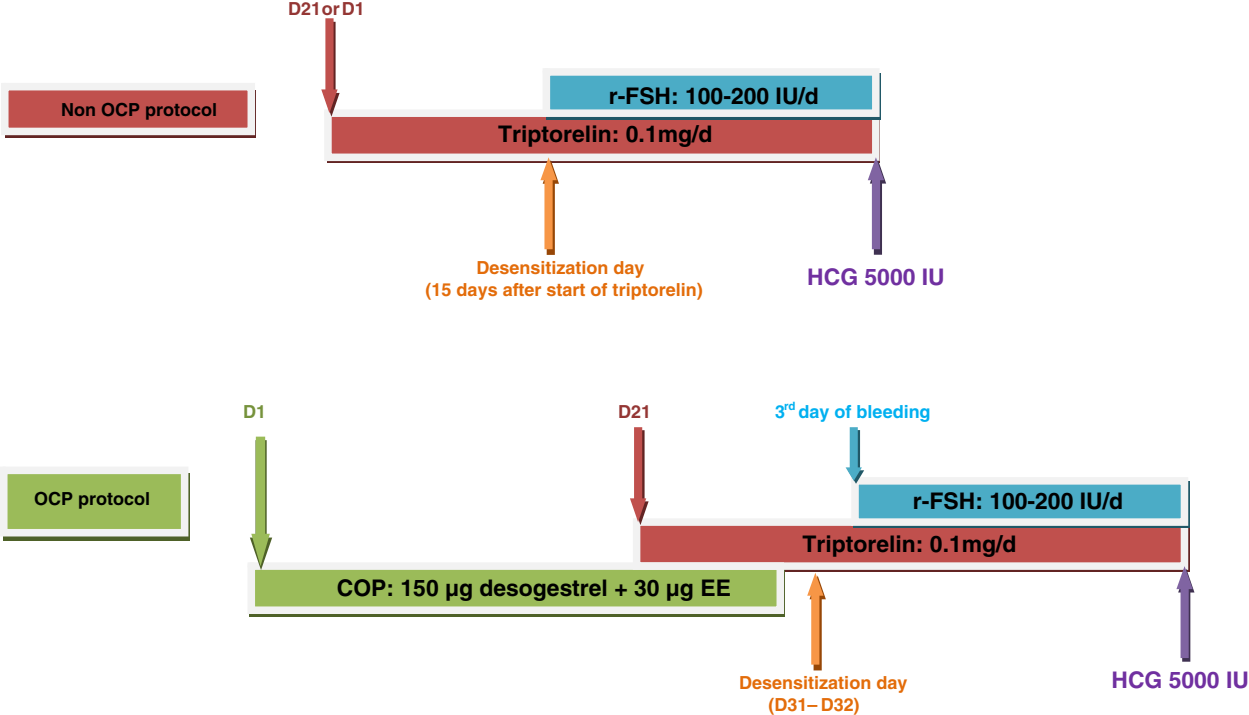 D21 or D1
Non OCP protocol
r-FSH: 100-200 IU/d
Triptorelin: 0.1mg/d
Desensitization day
(15 days after start of triptorelin)
HCG 5000 IU
D1
D21
3rd day of bleeding
OCP protocol
r-FSH: 100-200 IU/d
Triptorelin: 0.1mg/d
COP: 150 µg desogestrel + 30 µg EE
Desensitization day
(D31– D32)
HCG 5000 IU